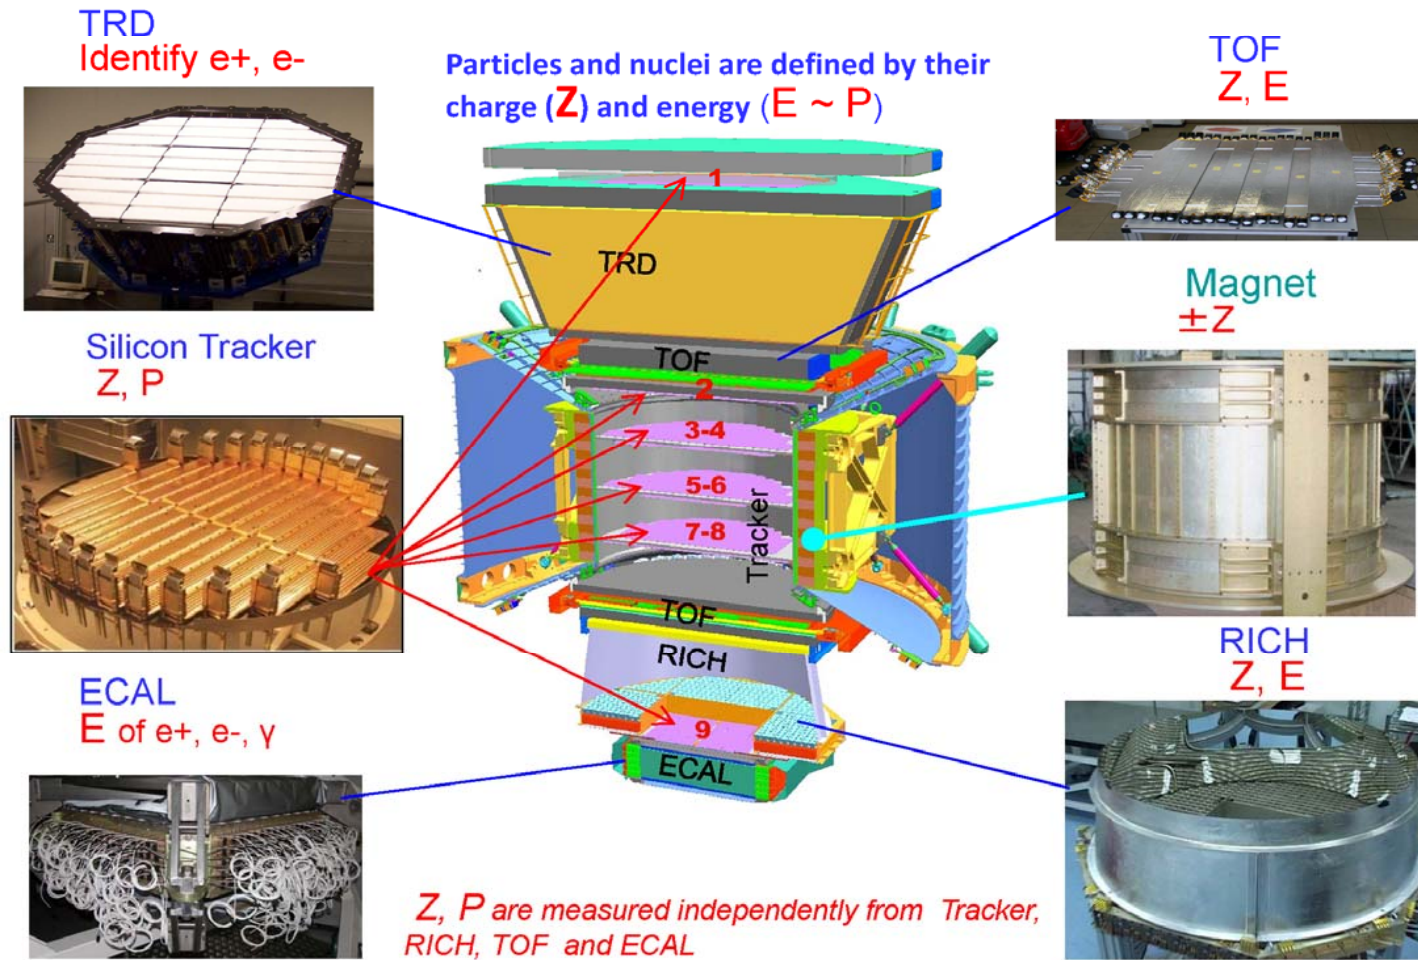 TRD
Identify e+, e-
Particles and nuclei are defined by their
charge (Z) and energy (E ~ P)
TOF
Z, E
1
TRD
Magnet
±Z
Silicon Tracker
Z, P
TOF
2
3-4
5-6
7-8
Tracker
TOF
RICH
RICH
Z, E
ECAL
E of e+, e-, γ
9
ECAL
Z, P are measured independently from Tracker,
RICH, TOF and ECAL